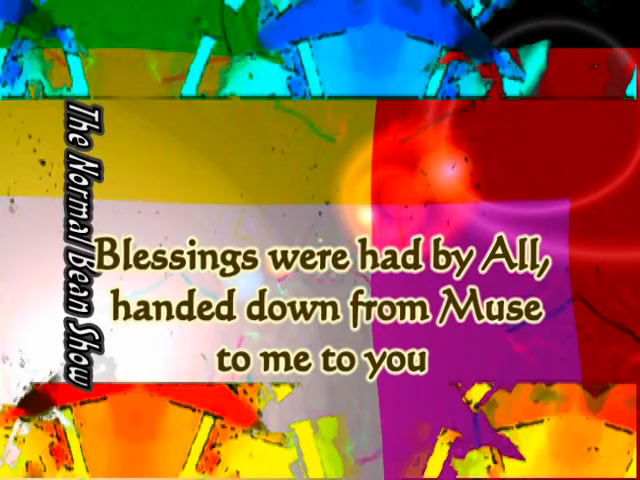 The Normal Bean Show
Blessings were had by All,
handed down from Muse
to me to you